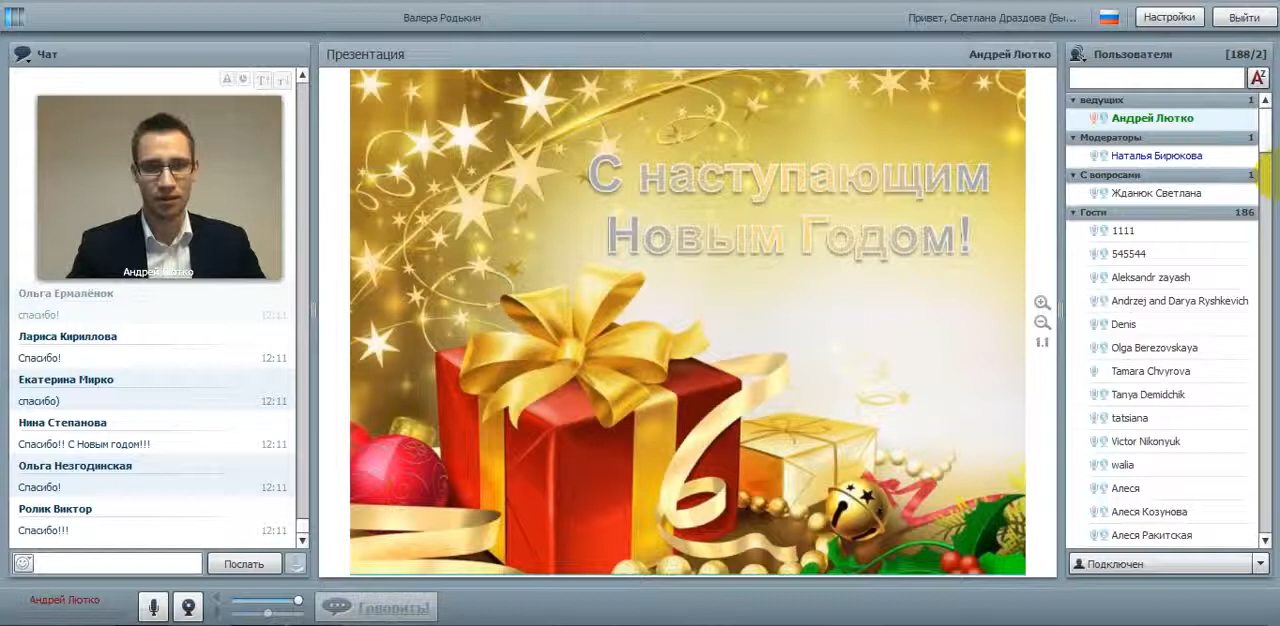 Валера Родькин
Привет, Светлана Драздова (Бы...
Настройки
Выйти
Чат
Андрей Лютко
Ольга Ермалёнок
спасибо!
12:11
Лариса Кириллова
Спасибо!
12:11
Екатерина Мирко
спасибо)
12:11
Нина Степанова
Спасибо!! С Новым годом!!!
12:11
Ольга Незгодинская
Спасибо!
12:11
Ролик Виктор
Спасибо!!!
12:11
Послать
Презентация
Андрей Лютко
С наступающим
Новым Годом!
1:1
Пользователи
[188/2]
ведущих 1
Андрей Лютко
Модераторы 1
Наталья Бирюкова
С вопросами 1
Жданюк Светлана
Гости 186
1111
545544
Aleksandr zayash
Andrzej and Darya Ryshkevich
Denis
Olga Berezovskaya
Tamara Chvyrova
Tanya Demidchik
tatsiana
Victor Nikonyuk
walia
Алеся
Алеся Козунова
Алеся Ракитская
Подключен
Андрей Лютко
Говорить!